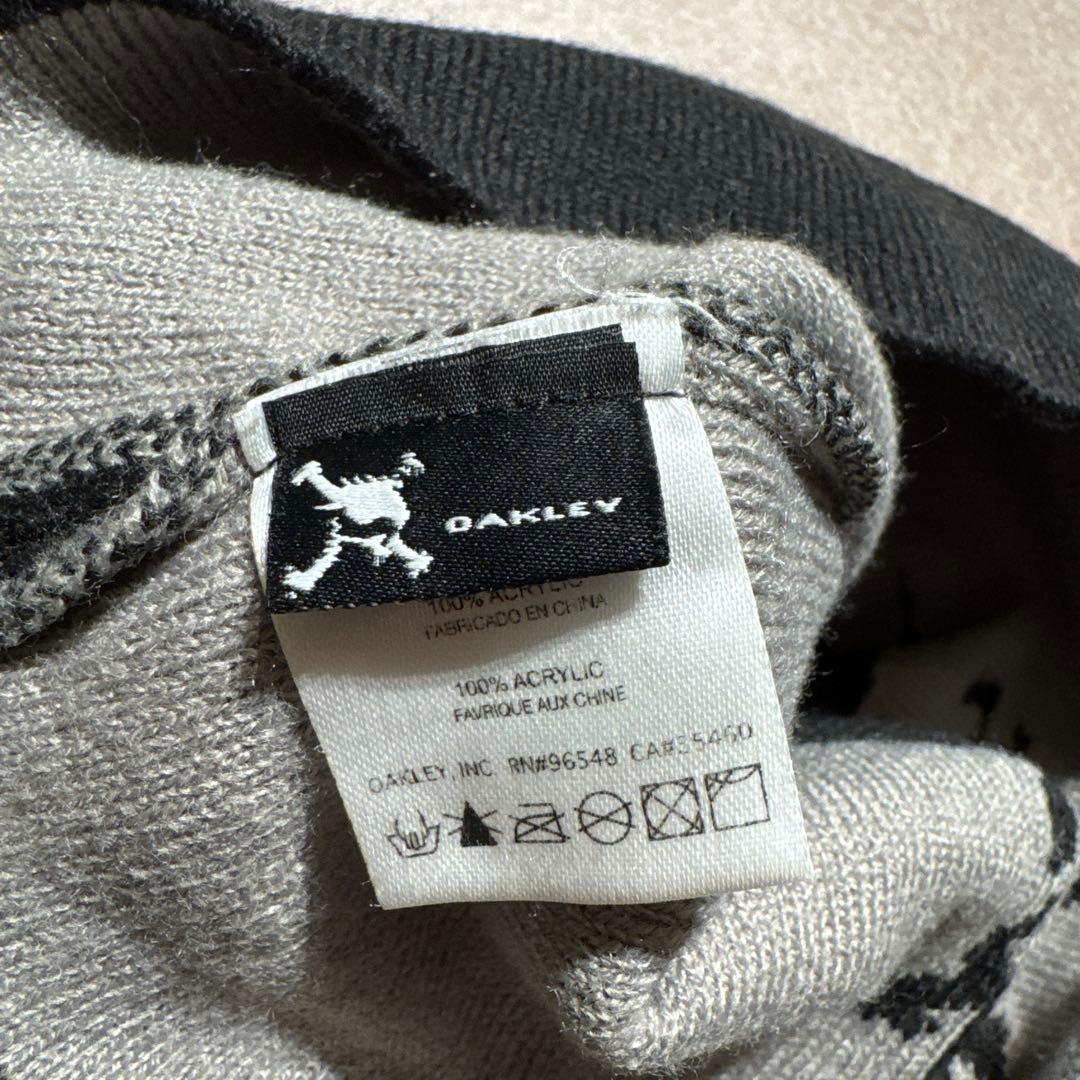 OAKLEY
100% ACRYLIC
FABRICADO EN CHINA
100% ACRYLIC
FAVRIQUE AUX CHINE
OAKLEY, INC. RN#96548 CA#35460